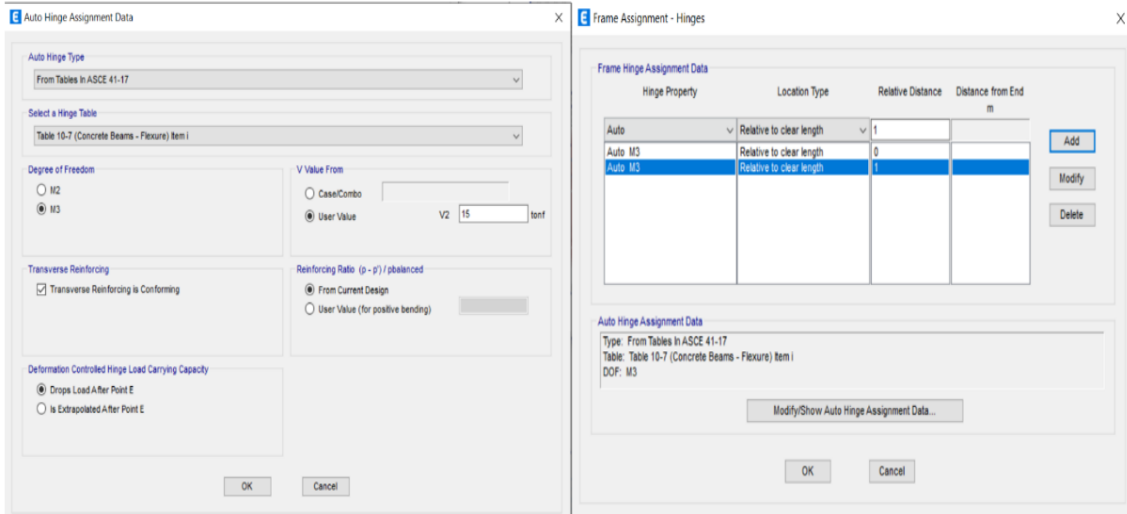 Auto Hinge Assignment Data
Auto Hinge Type
From Tables In ASCE 41-17
Select a Hinge Table
Table 10-7 (Concrete Beams - Flexure) Item i
Degree of Freedom
M2
M3
V Value From
Case/Combo
User Value V2 15 tonf
Transverse Reinforcing
Transverse Reinforcing is Conforming
Reinforcing Ratio (p - p') / pbalanced
From Current Design
User Value (for positive bending)
Deformation Controlled Hinge Load Carrying Capacity
Drops Load After Point E
Is Extrapolated After Point E
OK Cancel
Frame Assignment - Hinges
Frame Hinge Assignment Data
Hinge Property Location Type Relative Distance Distance from End
m
Auto Relative to clear length 1
Auto M3 Relative to clear length 0
Auto M3 Relative to clear length 1
Add
Modify
Delete
Auto Hinge Assignment Data
Type: From Tables In ASCE 41-17
Table: Table 10-7 (Concrete Beams - Flexure) Item i
DOF: M3
Modify/Show Auto Hinge Assignment Data...
OK Cancel